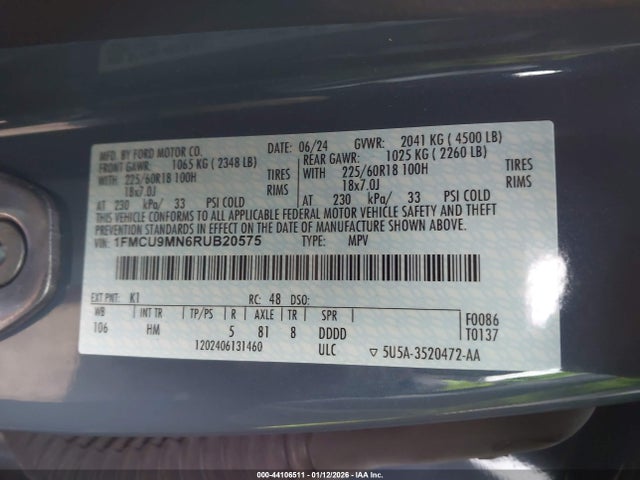 MFD. BY FORD MOTOR CO. DATE: 06/24 GVWR: 2041 KG ( 4500 LB)
FRONT GAWR: 1065 KG ( 2348 LB) REAR GAWR: 1025 KG ( 2260 LB)
WITH 225/60R18 100H TIRES WITH 225/60R18 100H TIRES
18x7.0J RIMS 18x7.0J RIMS
AT 230 kPa/ 33 PSI COLD AT 230 kPa/ 33 PSI COLD
THIS VEHICLE CONFORMS TO ALL APPLICABLE FEDERAL MOTOR VEHICLE SAFETY AND THEFT
PREVENTION STANDARDS IN EFFECT ON THE DATE OF MANUFACTURE SHOWN ABOVE.
VIN: 1FMCU9MN6RUB20575 TYPE: MPV
EXT PNT: K1 RC: 48 DSO:
WB INT TR TP/PS R AXLE TR SPR F0086
106 HM 5 81 8 DDDD T0137
1202406131460 ULC ▽ 5U5A-3520472-AA
000-44106511 - 01/12/2026 - IAA Inc.